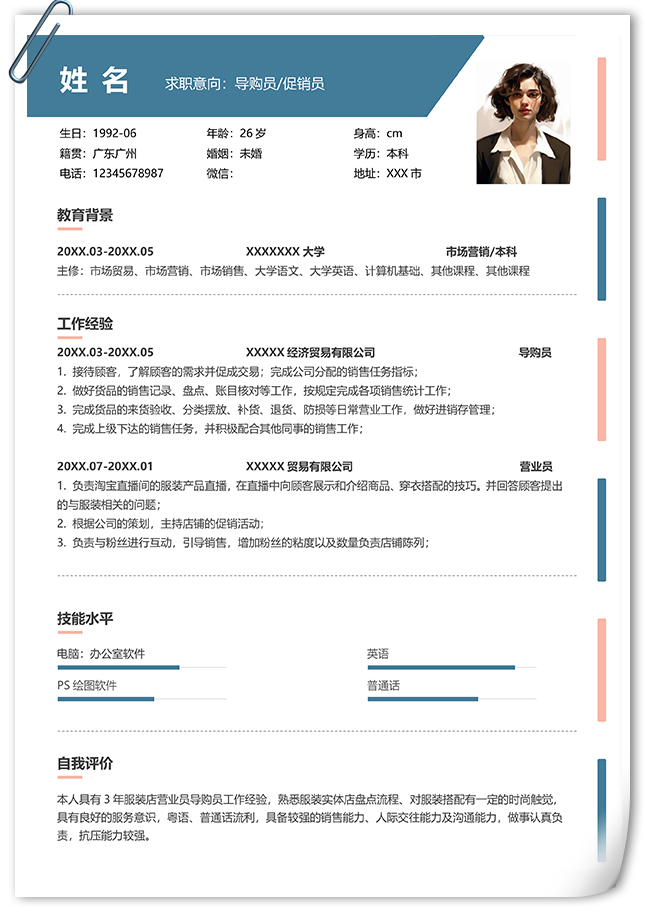 姓 名
求职意向：导购员/促销员
生日：1992-06 年龄：26 岁 身高：cm
籍贯：广东广州 婚姻：未婚 学历：本科
电话：12345678987 微信： 地址：XXX 市
教育背景
20XX.03-20XX.05 XXXXXXX 大学 市场营销/本科
主修：市场贸易、市场营销、市场销售、大学语文、大学英语、计算机基础、其他课程、其他课程
工作经验
20XX.03-20XX.05 XXXXX 经济贸易有限公司 导购员
1. 接待顾客，了解顾客的需求并促成交易；完成公司分配的销售任务指标；
2. 做好货品的销售记录、盘点、账目核对等工作，按规定完成各项销售统计工作；
3. 完成货品的来货验收、分类摆放、补货、退货、防损等日常营业工作，做好进销存管理；
4. 完成上级下达的销售任务，并积极配合其他同事的销售工作；
20XX.07-20XX.01 XXXXX 贸易有限公司 营业员
1. 负责淘宝直播间的服装产品直播，在直播中向顾客展示和介绍商品、穿衣搭配的技巧。并回答顾客提出
的与服装相关的问题；
2. 根据公司的策划，主持店铺的促销活动；
3. 负责与粉丝进行互动，引导销售，增加粉丝的粘度以及数量负责店铺陈列；
技能水平
电脑：办公室软件 英语
PS 绘图软件 普通话
自我评价
本人具有 3 年服装店营业员导购员工作经验，熟悉服装实体店盘点流程、对服装搭配有一定的时尚触觉，
具有良好的服务意识，粤语、普通话流利，具备较强的销售能力、人际交往能力及沟通能力，做事认真负
责，抗压能力较强。